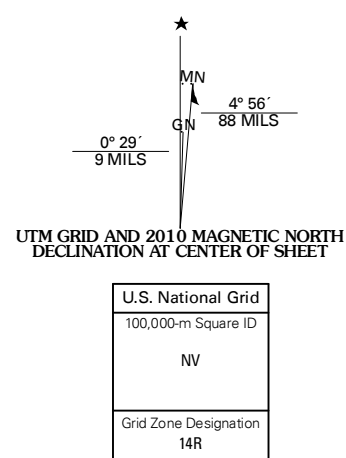 ★
MN
GN
4° 56´
88 MILS
0° 29´
9 MILS
UTM GRID AND 2010 MAGNETIC NORTH
DECLINATION AT CENTER OF SHEET
U.S. National Grid
100,000-m Square ID
NV
Grid Zone Designation
14R